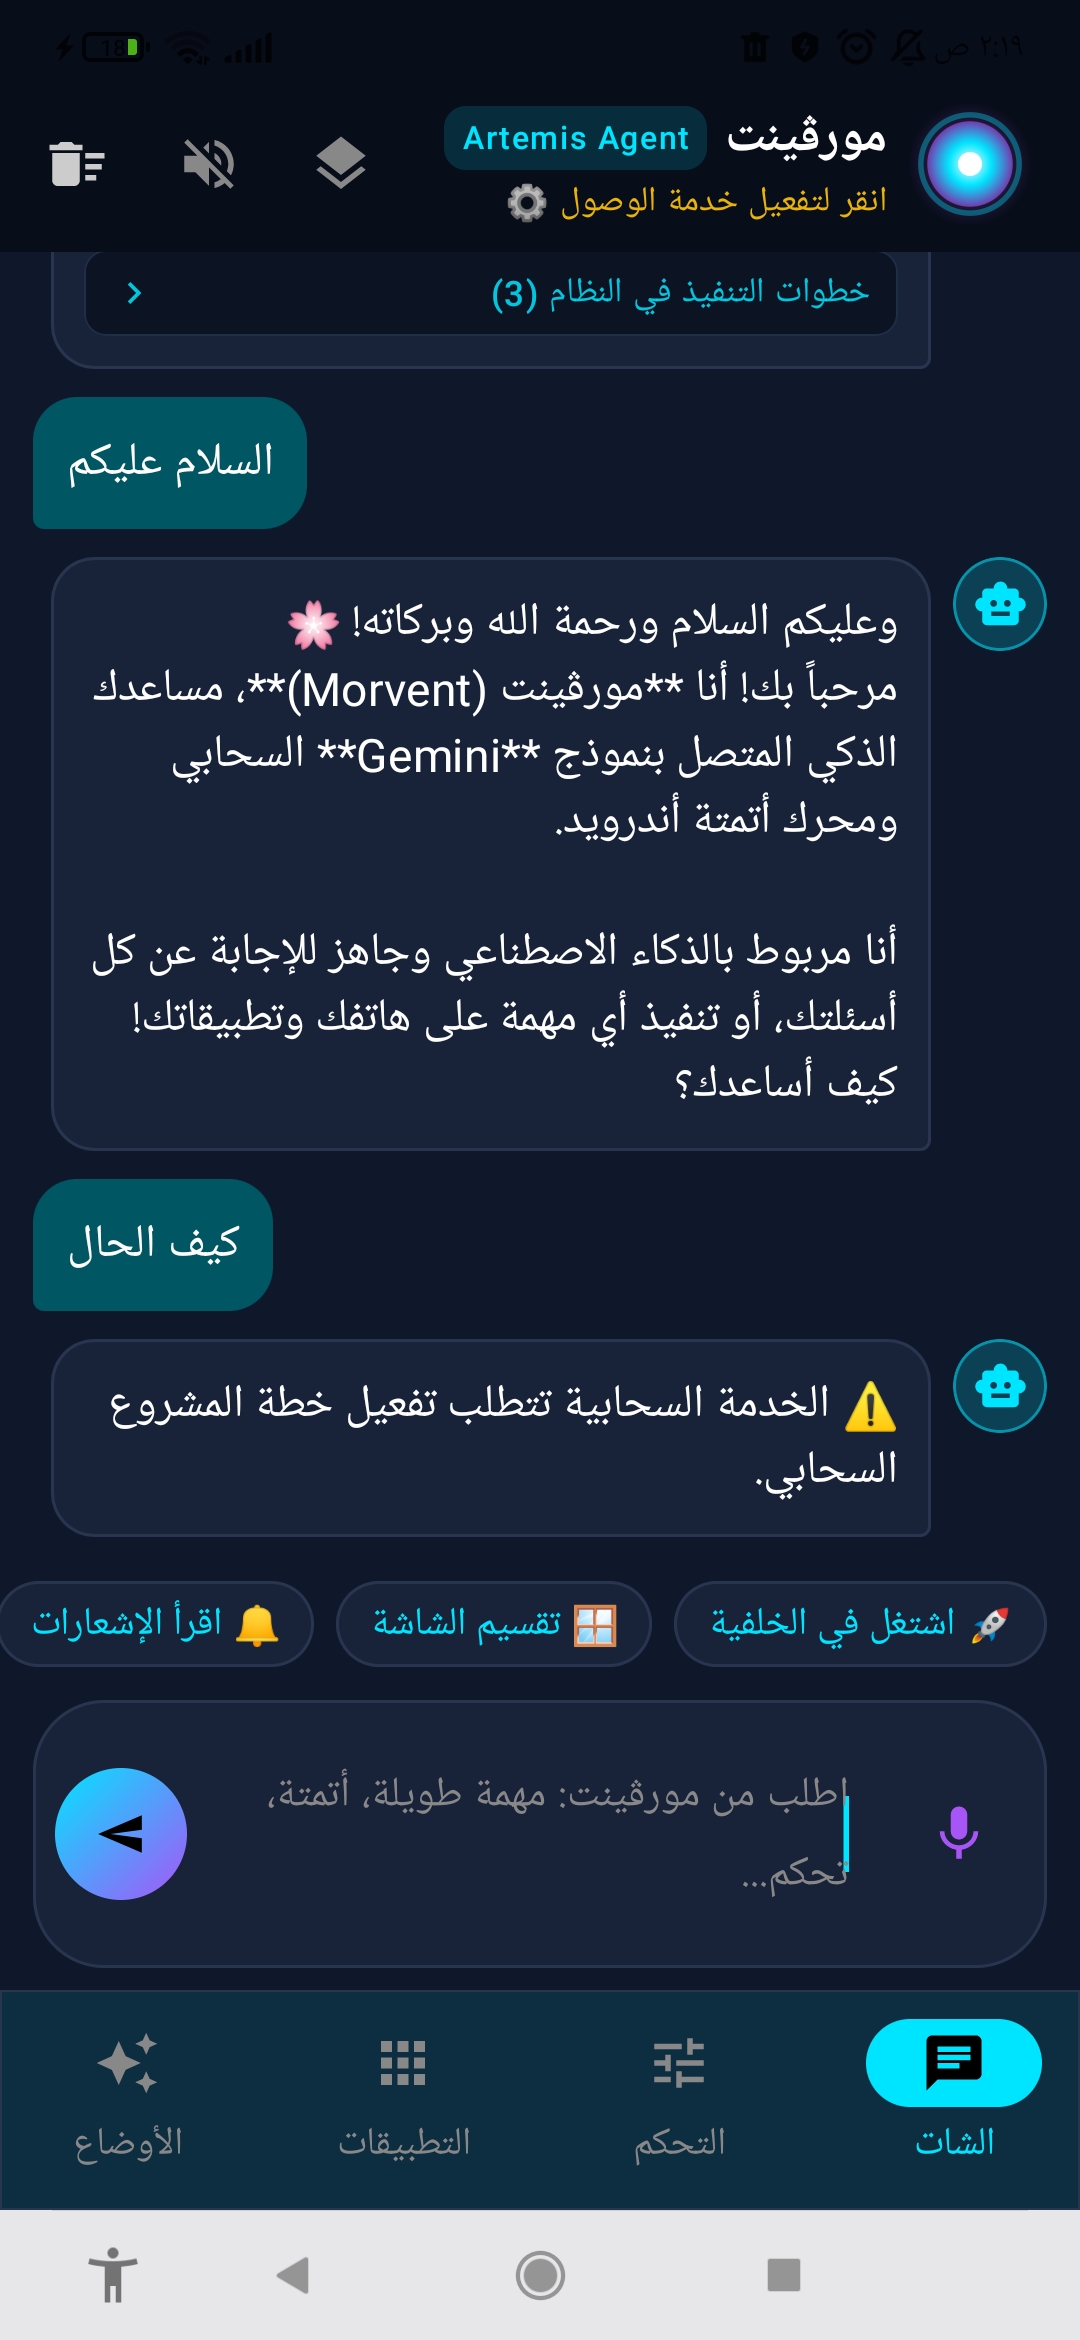 ٢:١٩ ص
18
مورڤينت Artemis Agent
انقر لتفعيل خدمة الوصول ⚙️
خطوات التنفيذ في النظام (3)
السلام عليكم
وعليكم السلام ورحمة الله وبركاته! 🌸
مرحباً بك! أنا **مورڤينت (Morvent)**، مساعدك
الذكي المتصل بنموذج **Gemini** السحابي
ومحرك أتمتة أندرويد.
أنا مربوط بالذكاء الاصطناعي وجاهز للإجابة عن كل
أسئلتك، أو تنفيذ أي مهمة على هاتفك وتطبيقاتك!
كيف أساعدك؟
كيف الحال
⚠️ الخدمة السحابية تتطلب تفعيل خطة المشروع
السحابي.
🚀 اشتغل في الخلفية
🪟 تقسيم الشاشة
🔔 اقرأ الإشعارات
اطلب من مورڤينت: مهمة طويلة، أتمتة،
تحكم...
الشات
التحكم
التطبيقات
الأوضاع